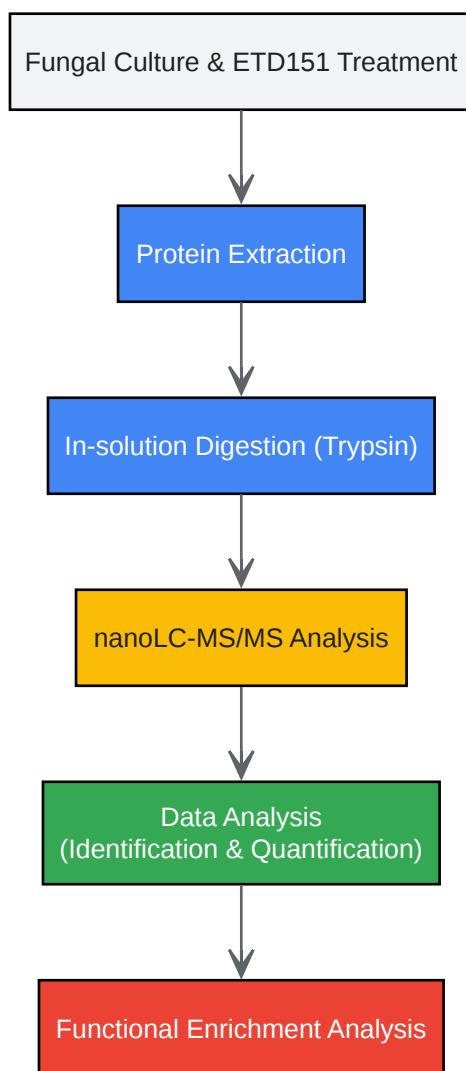 Fungal Culture & ETD151 Treatment
Protein Extraction
In-solution Digestion (Trypsin)
nanoLC-MS/MS Analysis
Data Analysis
(Identification & Quantification)
Functional Enrichment Analysis